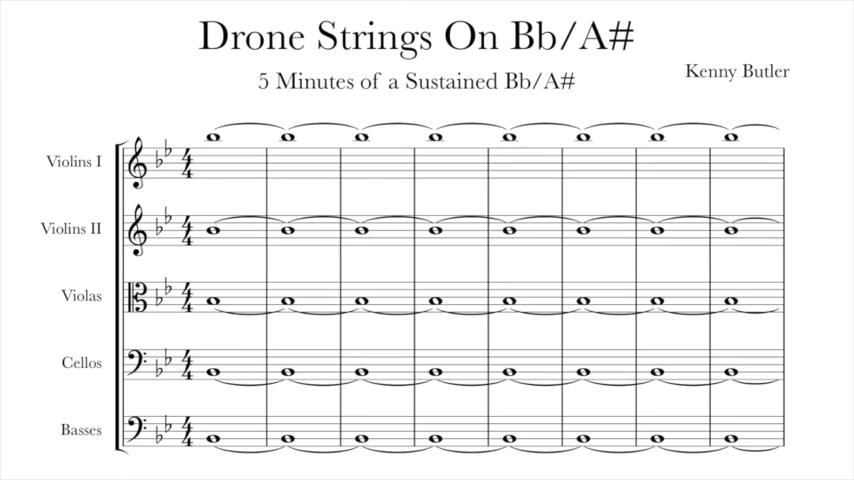 Drone Strings On Bb/A#
5 Minutes of a Sustained Bb/A#
Kenny Butler
Violins I
Violins II
Violas
Cellos
Basses